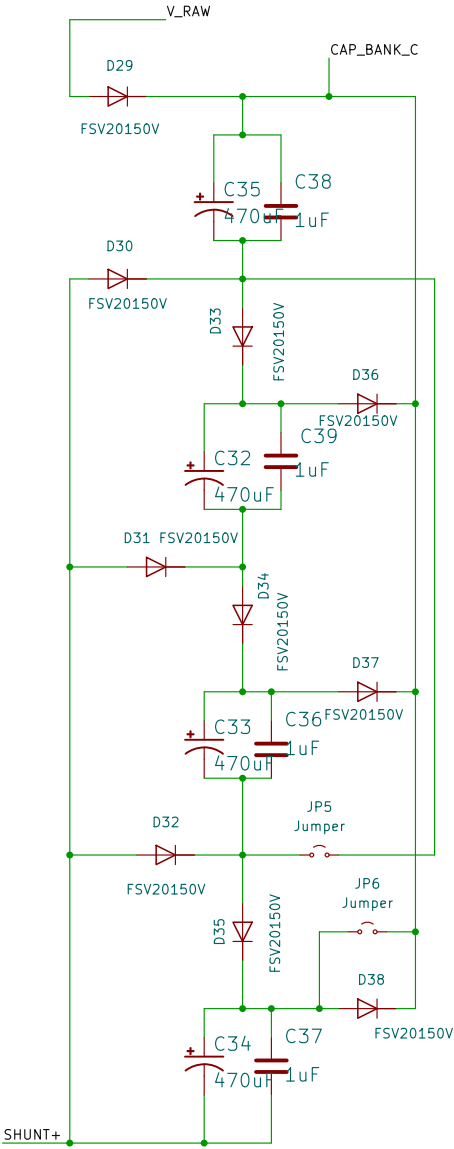 V_RAW
CAP_BANK_C
D29
FSV20150V
C35
470uF
C38
1uF
D30
FSV20150V
D33
FSV20150V
D36
FSV20150V
C39
1uF
C32
470uF
D31 FSV20150V
D34
FSV20150V
D37
FSV20150V
C33
470uF
C36
1uF
JP5
Jumper
D32
FSV20150V
JP6
Jumper
D35
FSV20150V
D38
FSV20150V
C34
470uF
C37
1uF
SHUNT+